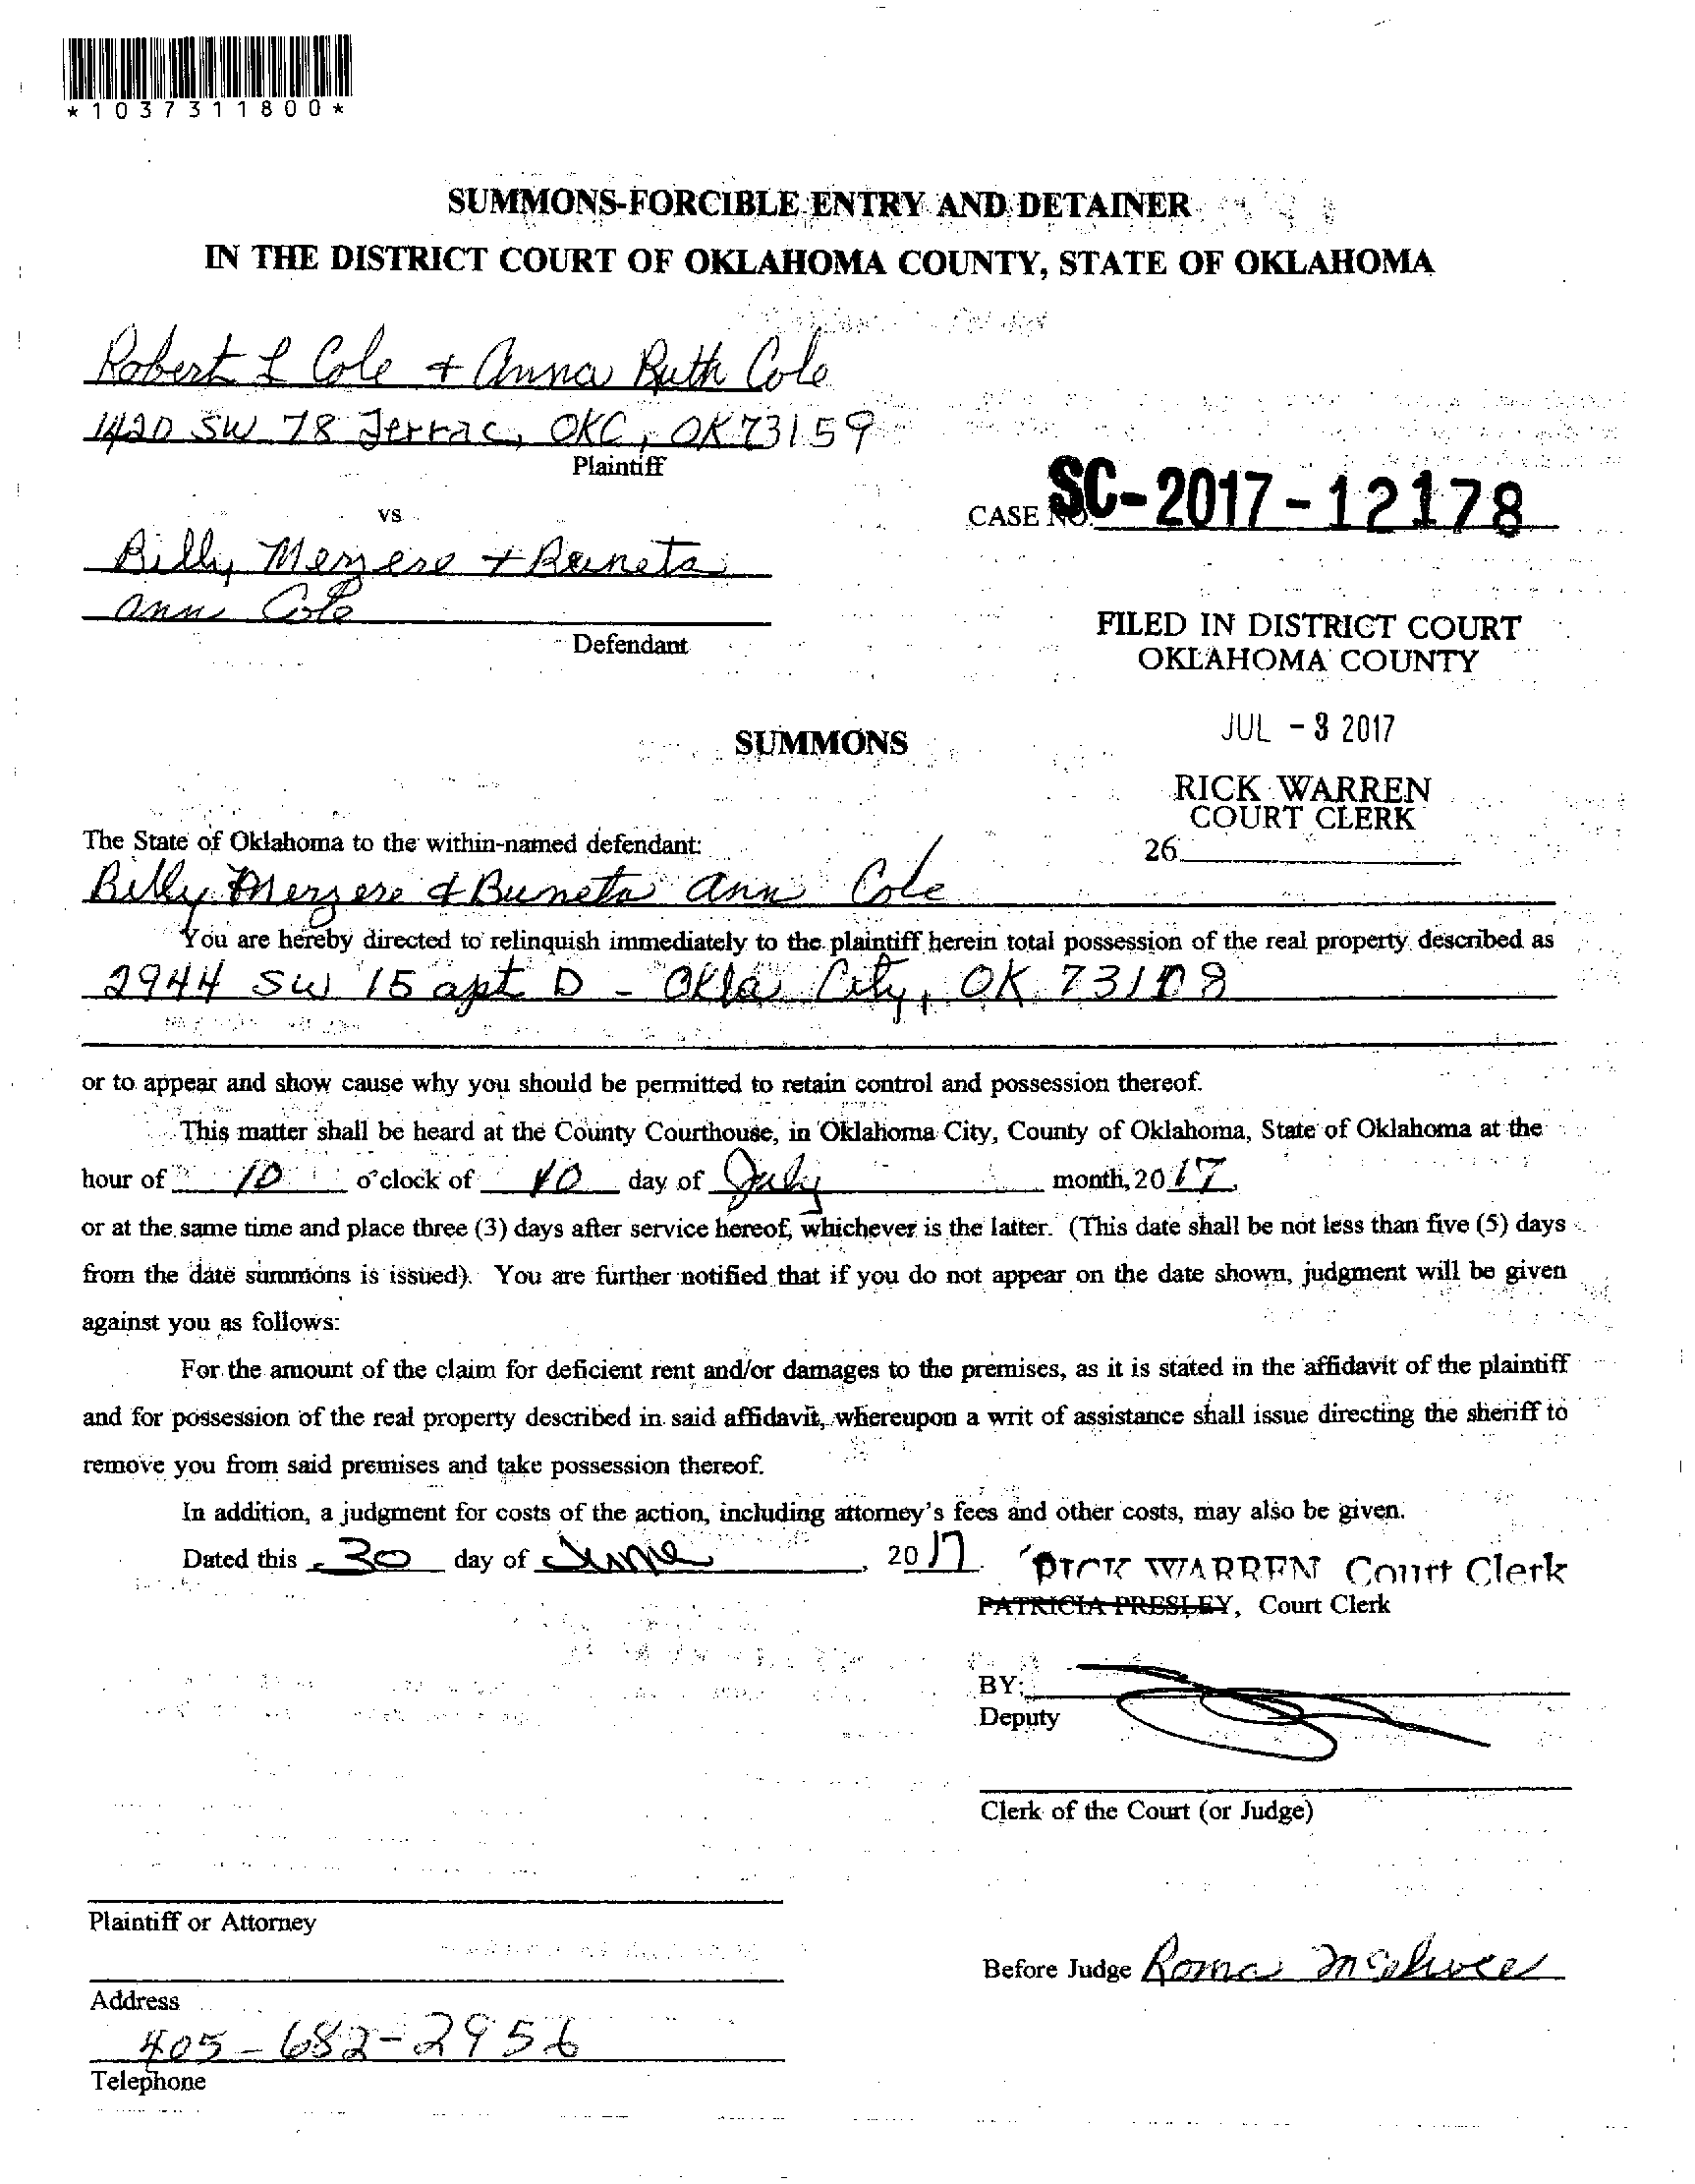 *1037311800*
SUMMONS-FORCIBLE ENTRY AND DETAINER
IN THE DISTRICT COURT OF OKLAHOMA COUNTY, STATE OF OKLAHOMA
Robert L Cole + Anna Ruth Cole
1420 SW 78 Terrac, OKC, OK 73159
Plaintiff
vs
CASE NO. SC-2017-12178
Billy +
Ann Cole
Defendant
FILED IN DISTRICT COURT
OKLAHOMA COUNTY
JUL - 3 2017
SUMMONS
RICK WARREN
COURT CLERK
26
The State of Oklahoma to the within-named defendant:
Billy & Ann Cole
You are hereby directed to relinquish immediately to the plaintiff herein total possession of the real property described as
2944 SW 15 apt D - Okla City, OK 73108
or to appear and show cause why you should be permitted to retain control and possession thereof.
This matter shall be heard at the County Courthouse, in Oklahoma City, County of Oklahoma, State of Oklahoma at the
hour of 10 o'clock of 10 day of July month, 2017,
or at the same time and place three (3) days after service hereof, whichever is the latter. (This date shall be not less than five (5) days
from the date summons is issued). You are further notified that if you do not appear on the date shown, judgment will be given
against you as follows:
For the amount of the claim for deficient rent and/or damages to the premises, as it is stated in the affidavit of the plaintiff
and for possession of the real property described in said affidavit, whereupon a writ of assistance shall issue directing the sheriff to
remove you from said premises and take possession thereof.
In addition, a judgment for costs of the action, including attorney's fees and other costs, may also be given.
Dated this 30 day of June, 2017. RICK WARREN Court Clerk
PATRICIA PRESLEY, Court Clerk
BY:
Deputy
Clerk of the Court (or Judge)
Plaintiff or Attorney
Before Judge Roma
Address
405-682-2956
Telephone